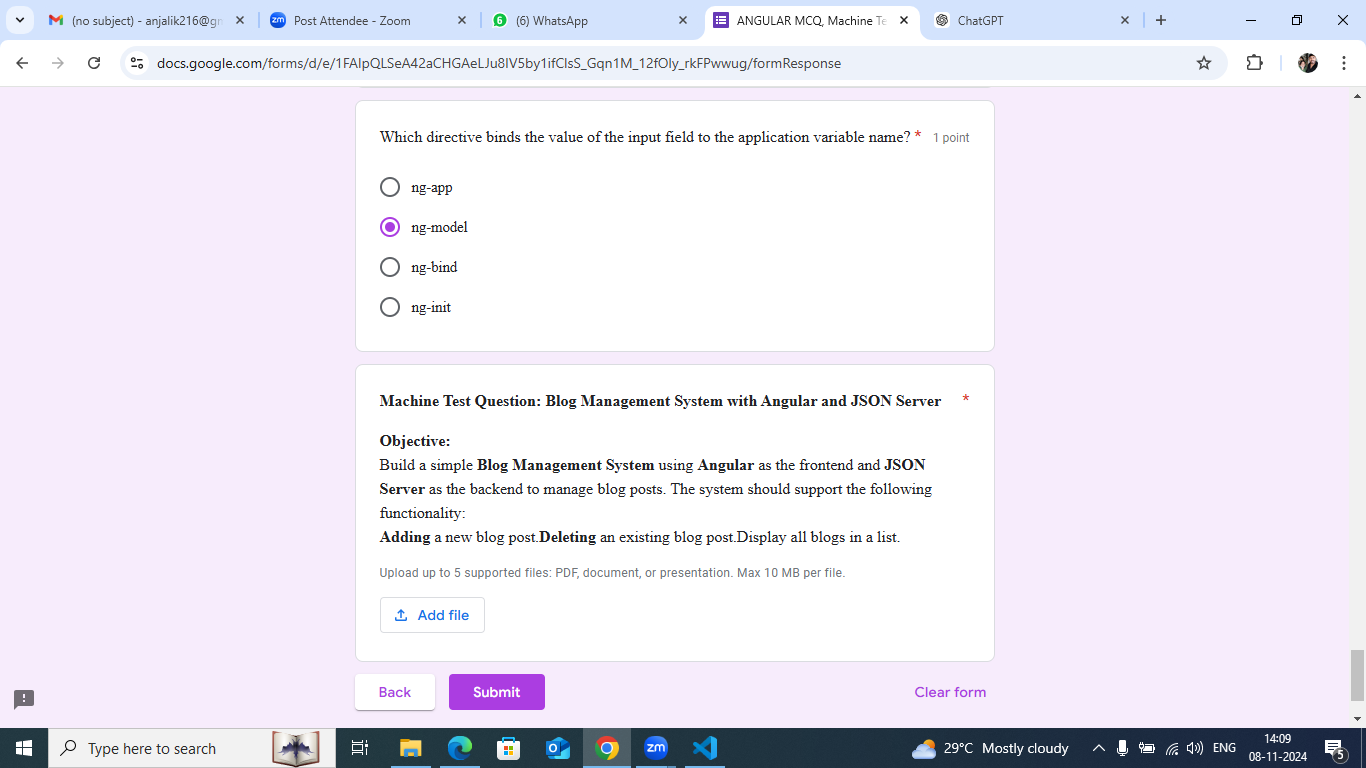 (no subject) - anjalik216@gm
Post Attendee - Zoom
(6) WhatsApp
ANGULAR MCQ, Machine Te
ChatGPT
docs.google.com/forms/d/e/1FAIpQLSeA42aCHGAeLJu8IV5by1ifClsS_Gqn1M_12fOIy_rkFPwwug/formResponse
Which directive binds the value of the input field to the application variable name? * 1 point
ng-app
ng-model
ng-bind
ng-init
Machine Test Question: Blog Management System with Angular and JSON Server *
Objective:
Build a simple Blog Management System using Angular as the frontend and JSON
Server as the backend to manage blog posts. The system should support the following
functionality:
Adding a new blog post.Deleting an existing blog post.Display all blogs in a list.
Upload up to 5 supported files: PDF, document, or presentation. Max 10 MB per file.
Add file
Back
Submit
Clear form
Type here to search
zm
29°C Mostly cloudy
ENG
14:09
08-11-2024
5